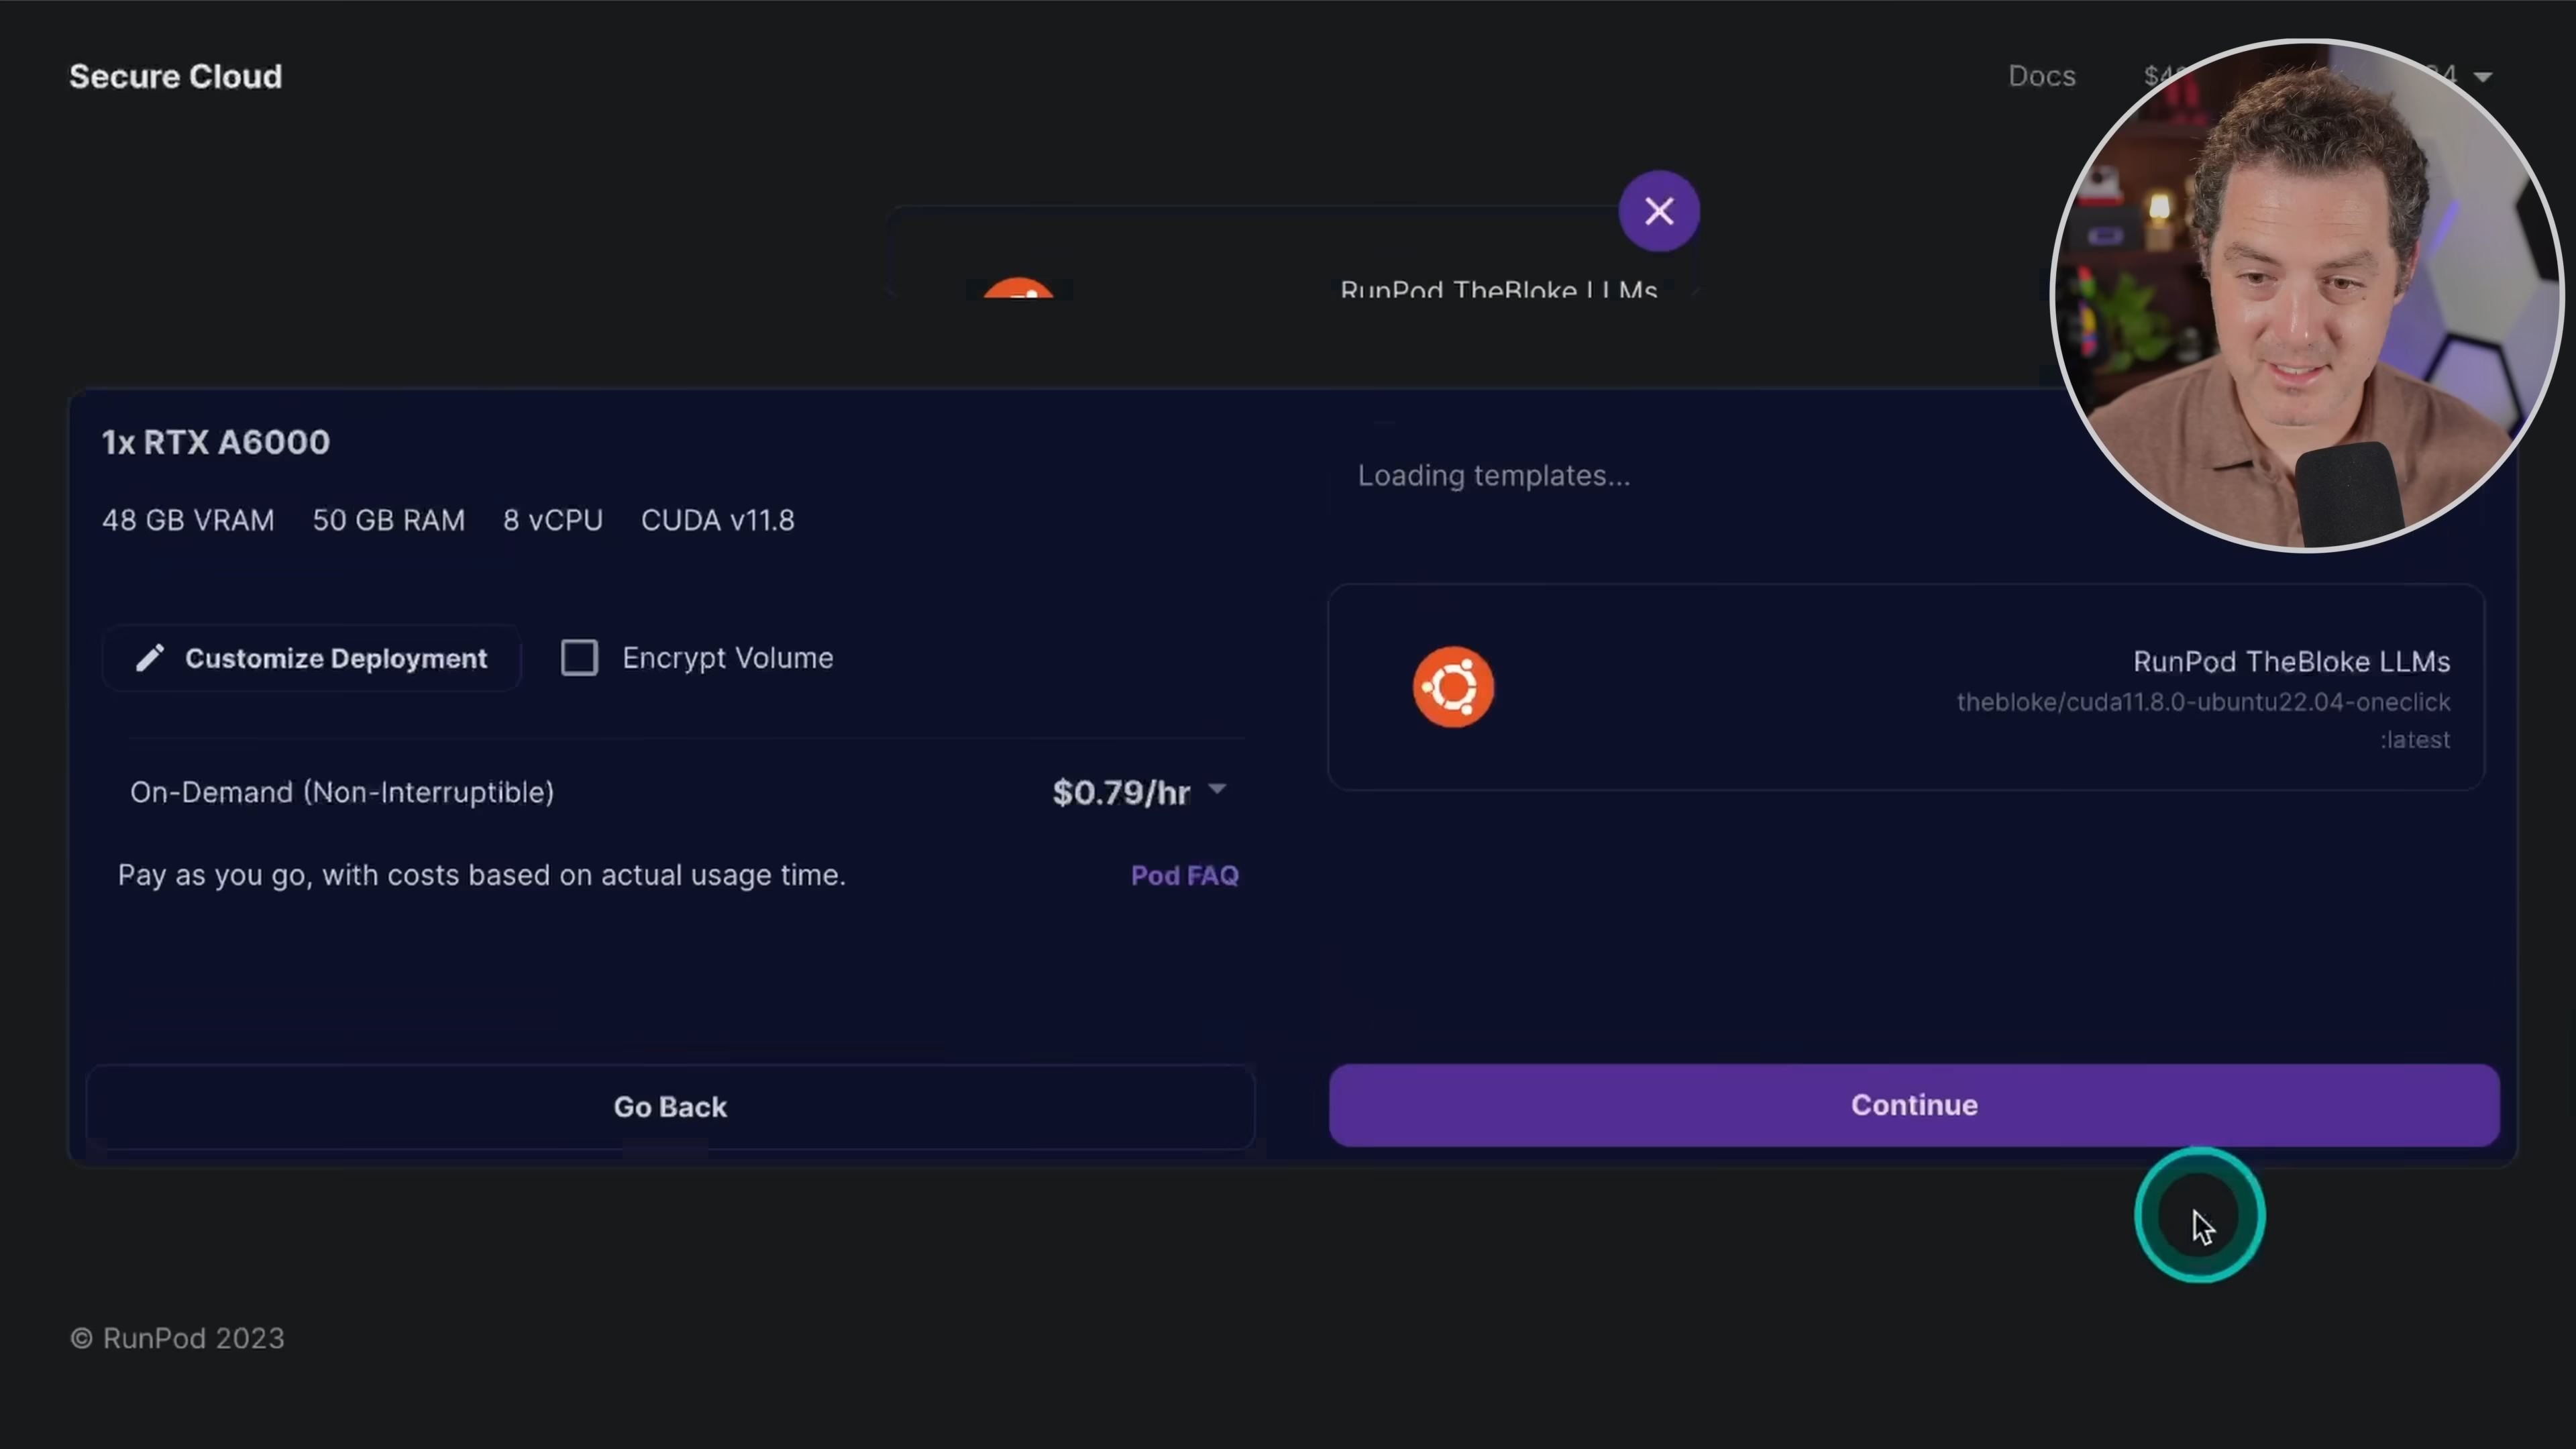 Secure Cloud
Docs
RunPod TheBloke LLMs
1x RTX A6000
48 GB VRAM 50 GB RAM 8 vCPU CUDA v11.8
Customize Deployment
Encrypt Volume
On-Demand (Non-Interruptible)
$0.79/hr
Pay as you go, with costs based on actual usage time.
Pod FAQ
Loading templates...
RunPod TheBloke LLMs
thebloke/cuda11.8.0-ubuntu22.04-oneclick
:latest
Go Back
Continue
© RunPod 2023